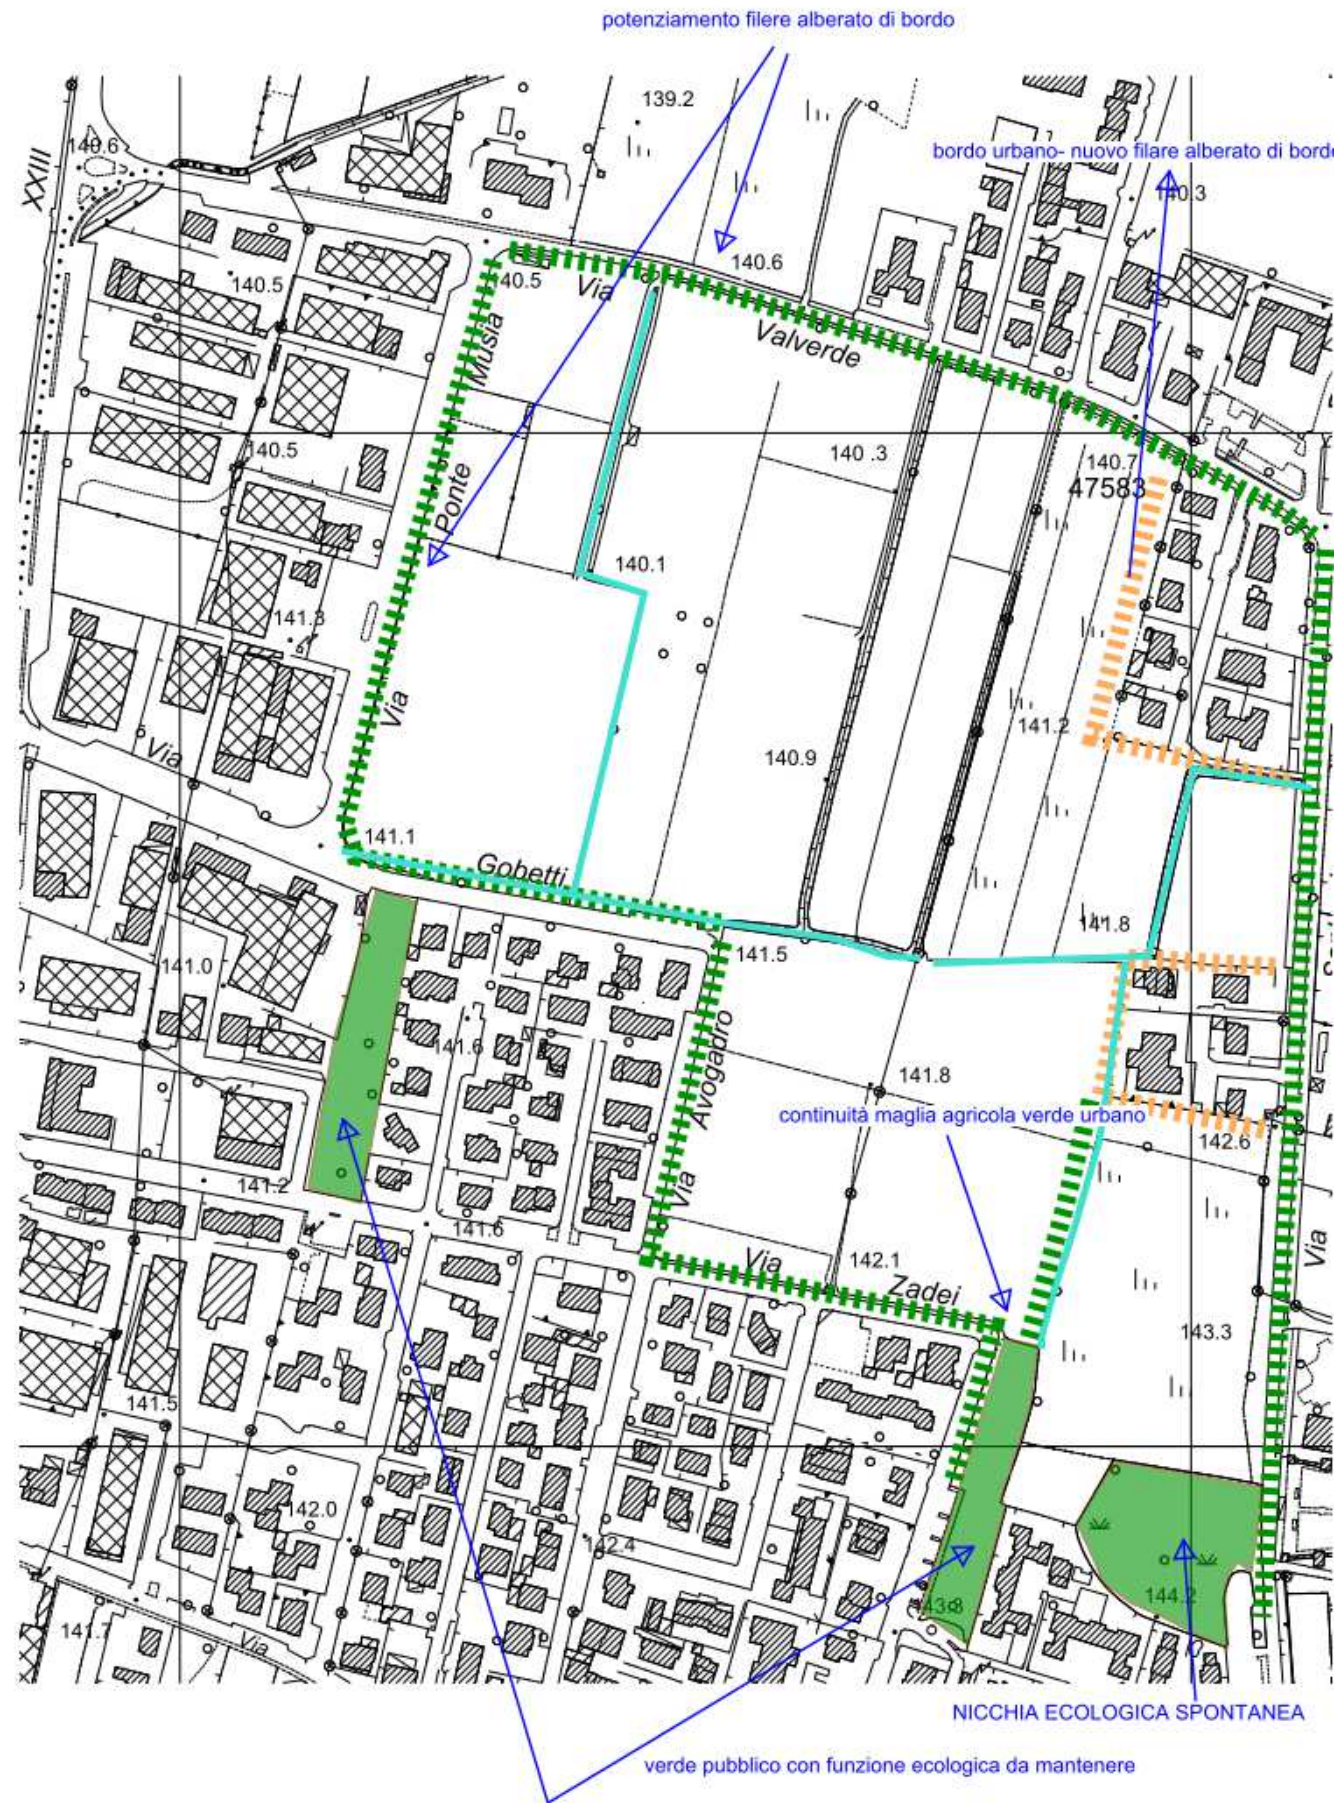 potenziamento filere alberato di bordo
139.2
bordo urbano- nuovo filare alberato di bordo
140.6
XXIII
140.3
140.5
140.5
Via
140.6
Valverde
Musia
140.5
140 .3
140.7
47583
Ponte
140.1
141.3
Via
141.2
140.9
Via
141.1
Gobetti
141.8
141.5
141.0
141.6
Avogadro
141.8
continuità maglia agricola verde urbano
142.6
141.2
Via
141.6
Via
142.1
Zadei
Via
143.3
141.5
142.0
142.4
144.2
143.3
141.7
Via
NICCHIA ECOLOGICA SPONTANEA
verde pubblico con funzione ecologica da mantenere